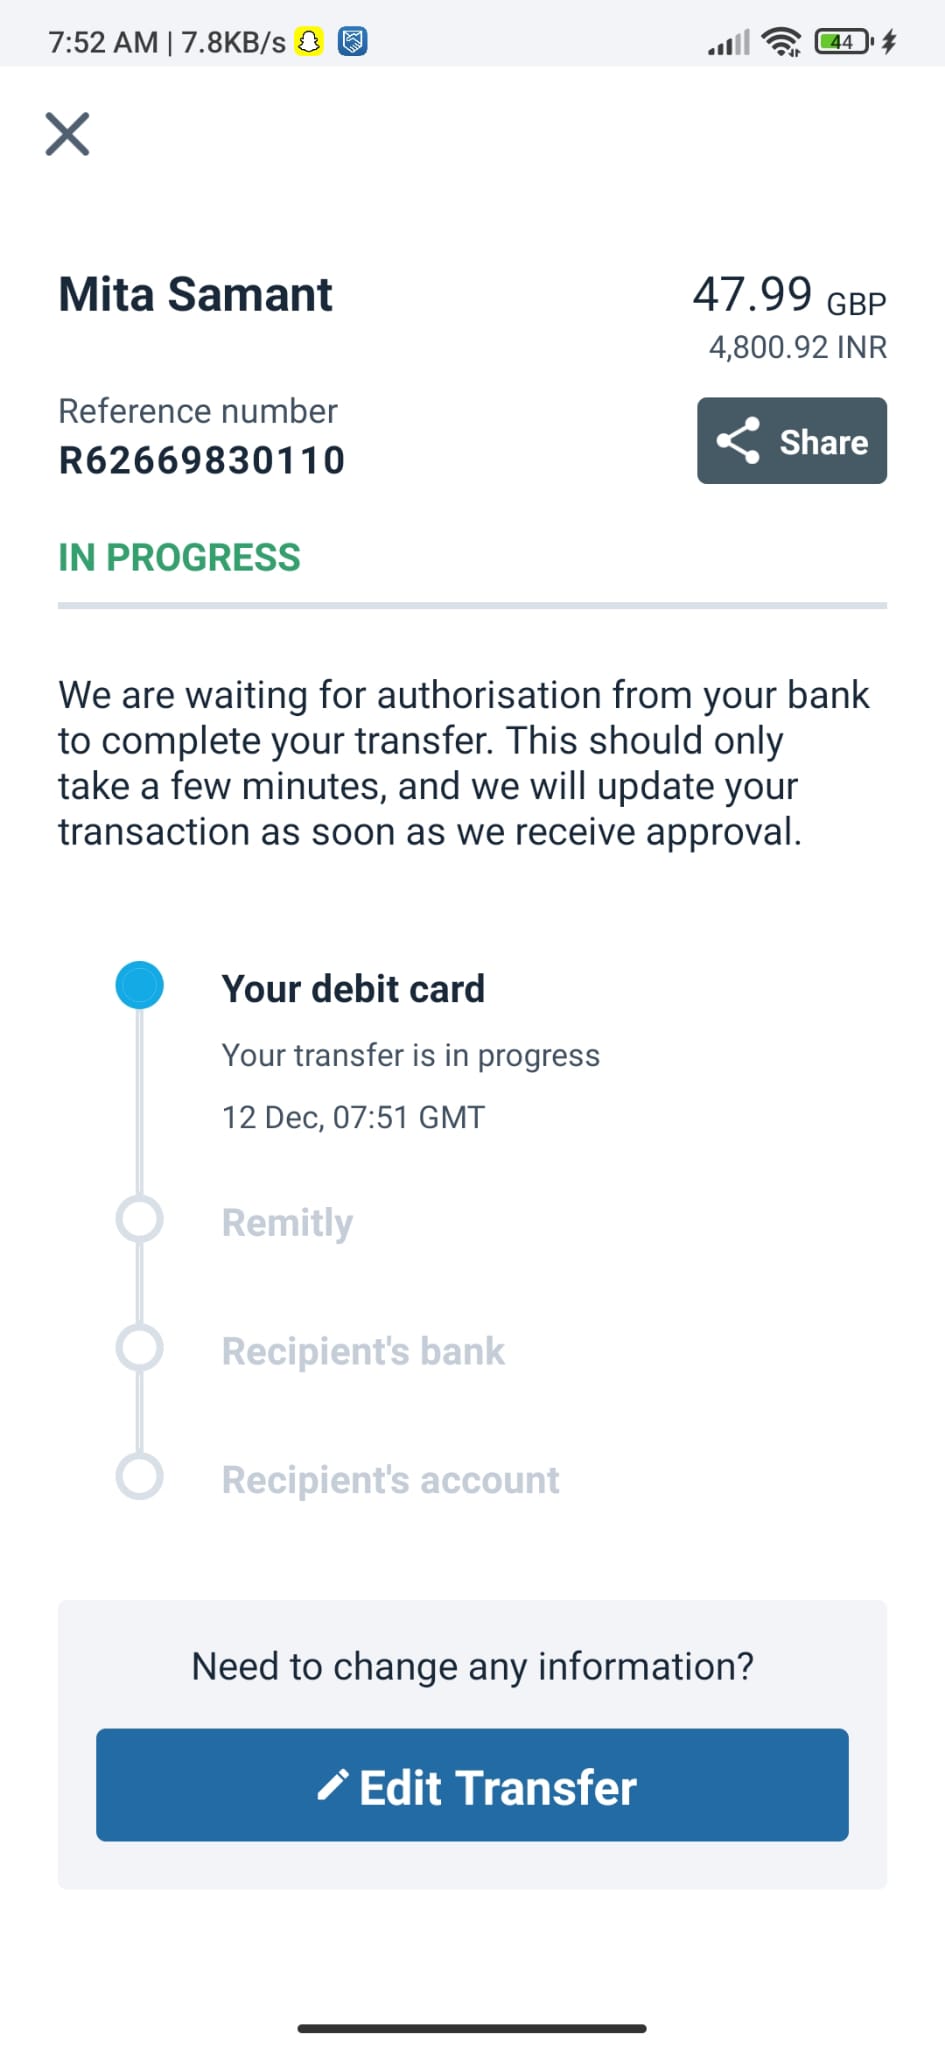 7:52 AM | 7.8KB/s
44
Mita Samant
47.99 GBP
4,800.92 INR
Reference number
R62669830110
Share
IN PROGRESS
We are waiting for authorisation from your bank
to complete your transfer. This should only
take a few minutes, and we will update your
transaction as soon as we receive approval.
Your debit card
Your transfer is in progress
12 Dec, 07:51 GMT
Remitly
Recipient's bank
Recipient's account
Need to change any information?
Edit Transfer